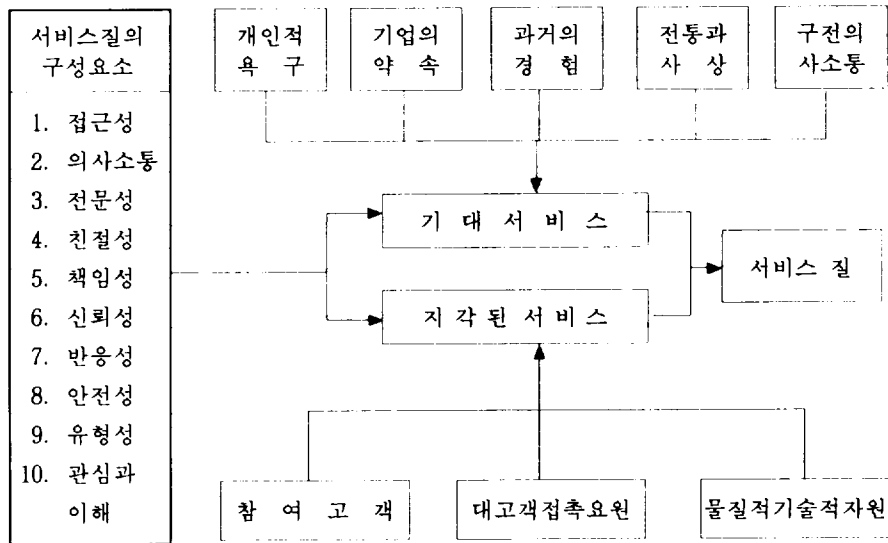 서비스질의
구성요소
1. 접근성
2. 의사소통
3. 전문성
4. 친절성
5. 책임성
6. 신뢰성
7. 반응성
8. 안전성
9. 유형성
10. 관심과
이해
개인적
욕 구
기업의
약 속
과거의
경 험
전통과
사 상
구전의
사소통
기 대 서 비 스
지 각 된 서 비 스
서비스 질
참 여 고 객
대고객접촉요원
물질적기술적자원